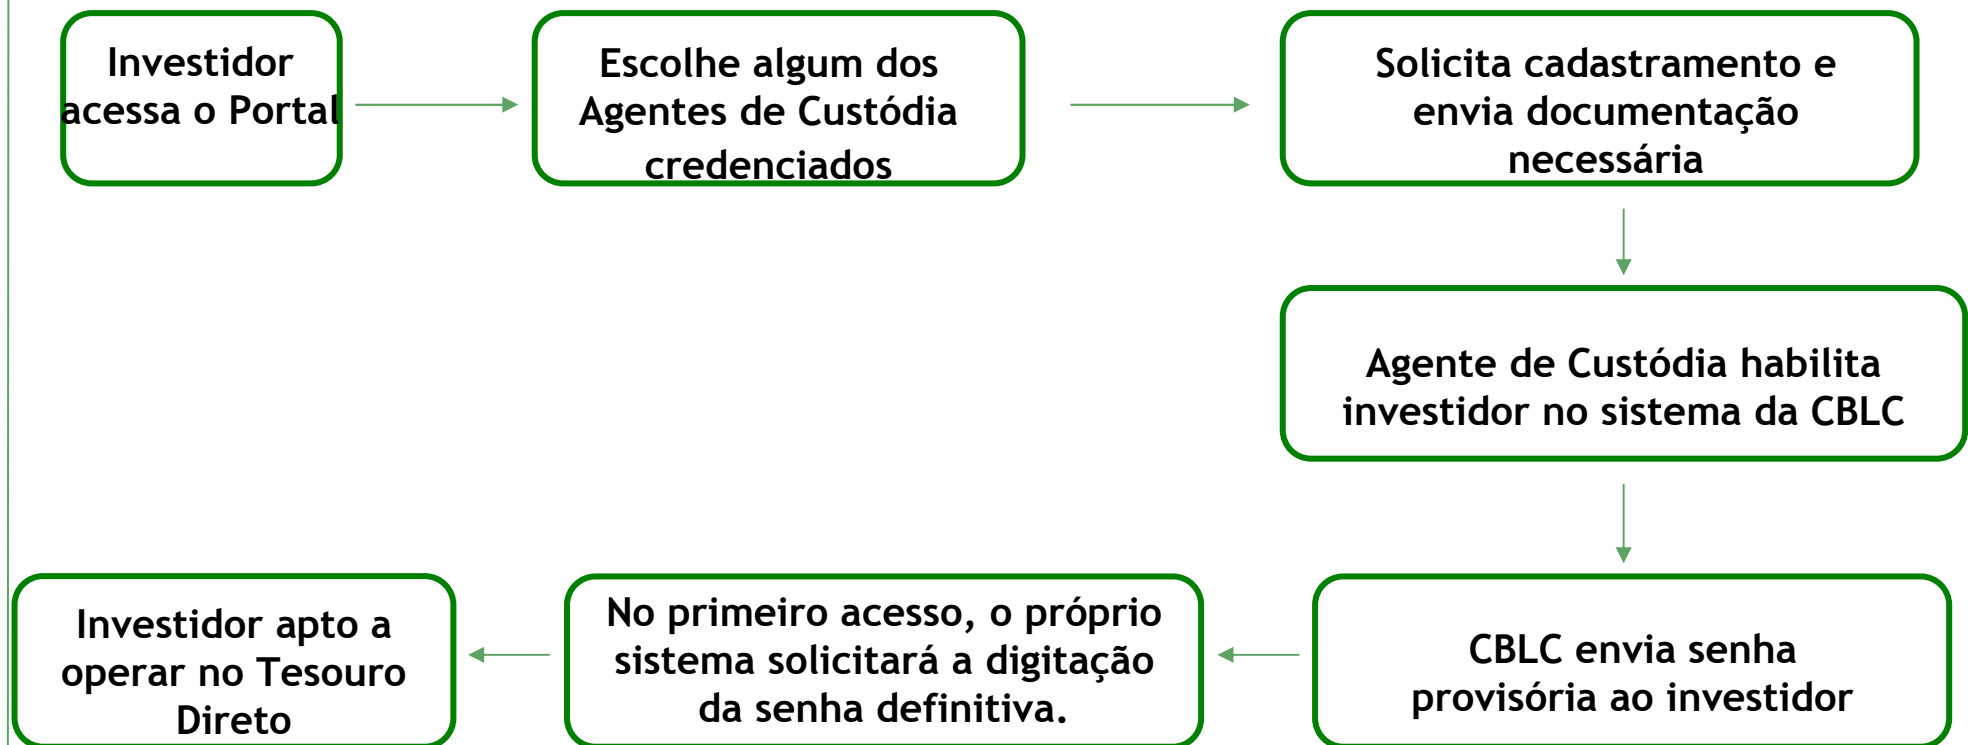 Investidor
acessa o Portal
Escolhe algum dos
Agentes de Custódia
credenciados
Solicita cadastramento e
envia documentação
necessária
Agente de Custódia habilita
investidor no sistema da CBLC
CBLC envia senha
provisória ao investidor
No primeiro acesso, o próprio
sistema solicitará a digitação
da senha definitiva.
Investidor apto a
operar no Tesouro
Direto